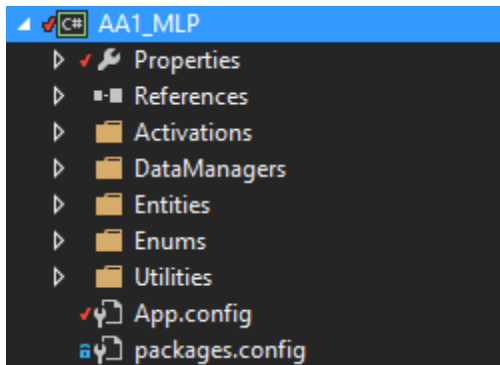 C# AA1_MLP
Properties
References
Activations
DataManagers
Entities
Enums
Utilities
App.config
packages.config